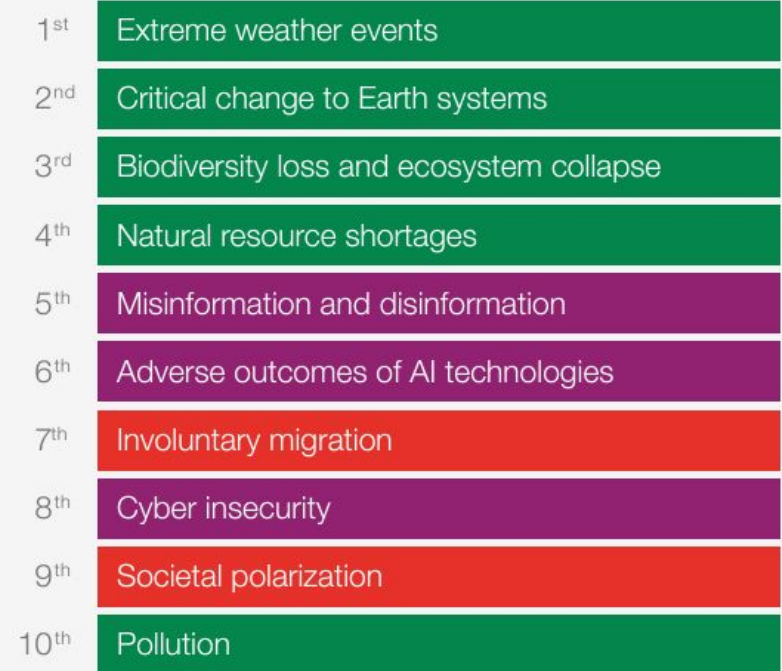 1st Extreme weather events
2nd Critical change to Earth systems
3rd Biodiversity loss and ecosystem collapse
4th Natural resource shortages
5th Misinformation and disinformation
6th Adverse outcomes of AI technologies
7th Involuntary migration
8th Cyber insecurity
9th Societal polarization
10th Pollution